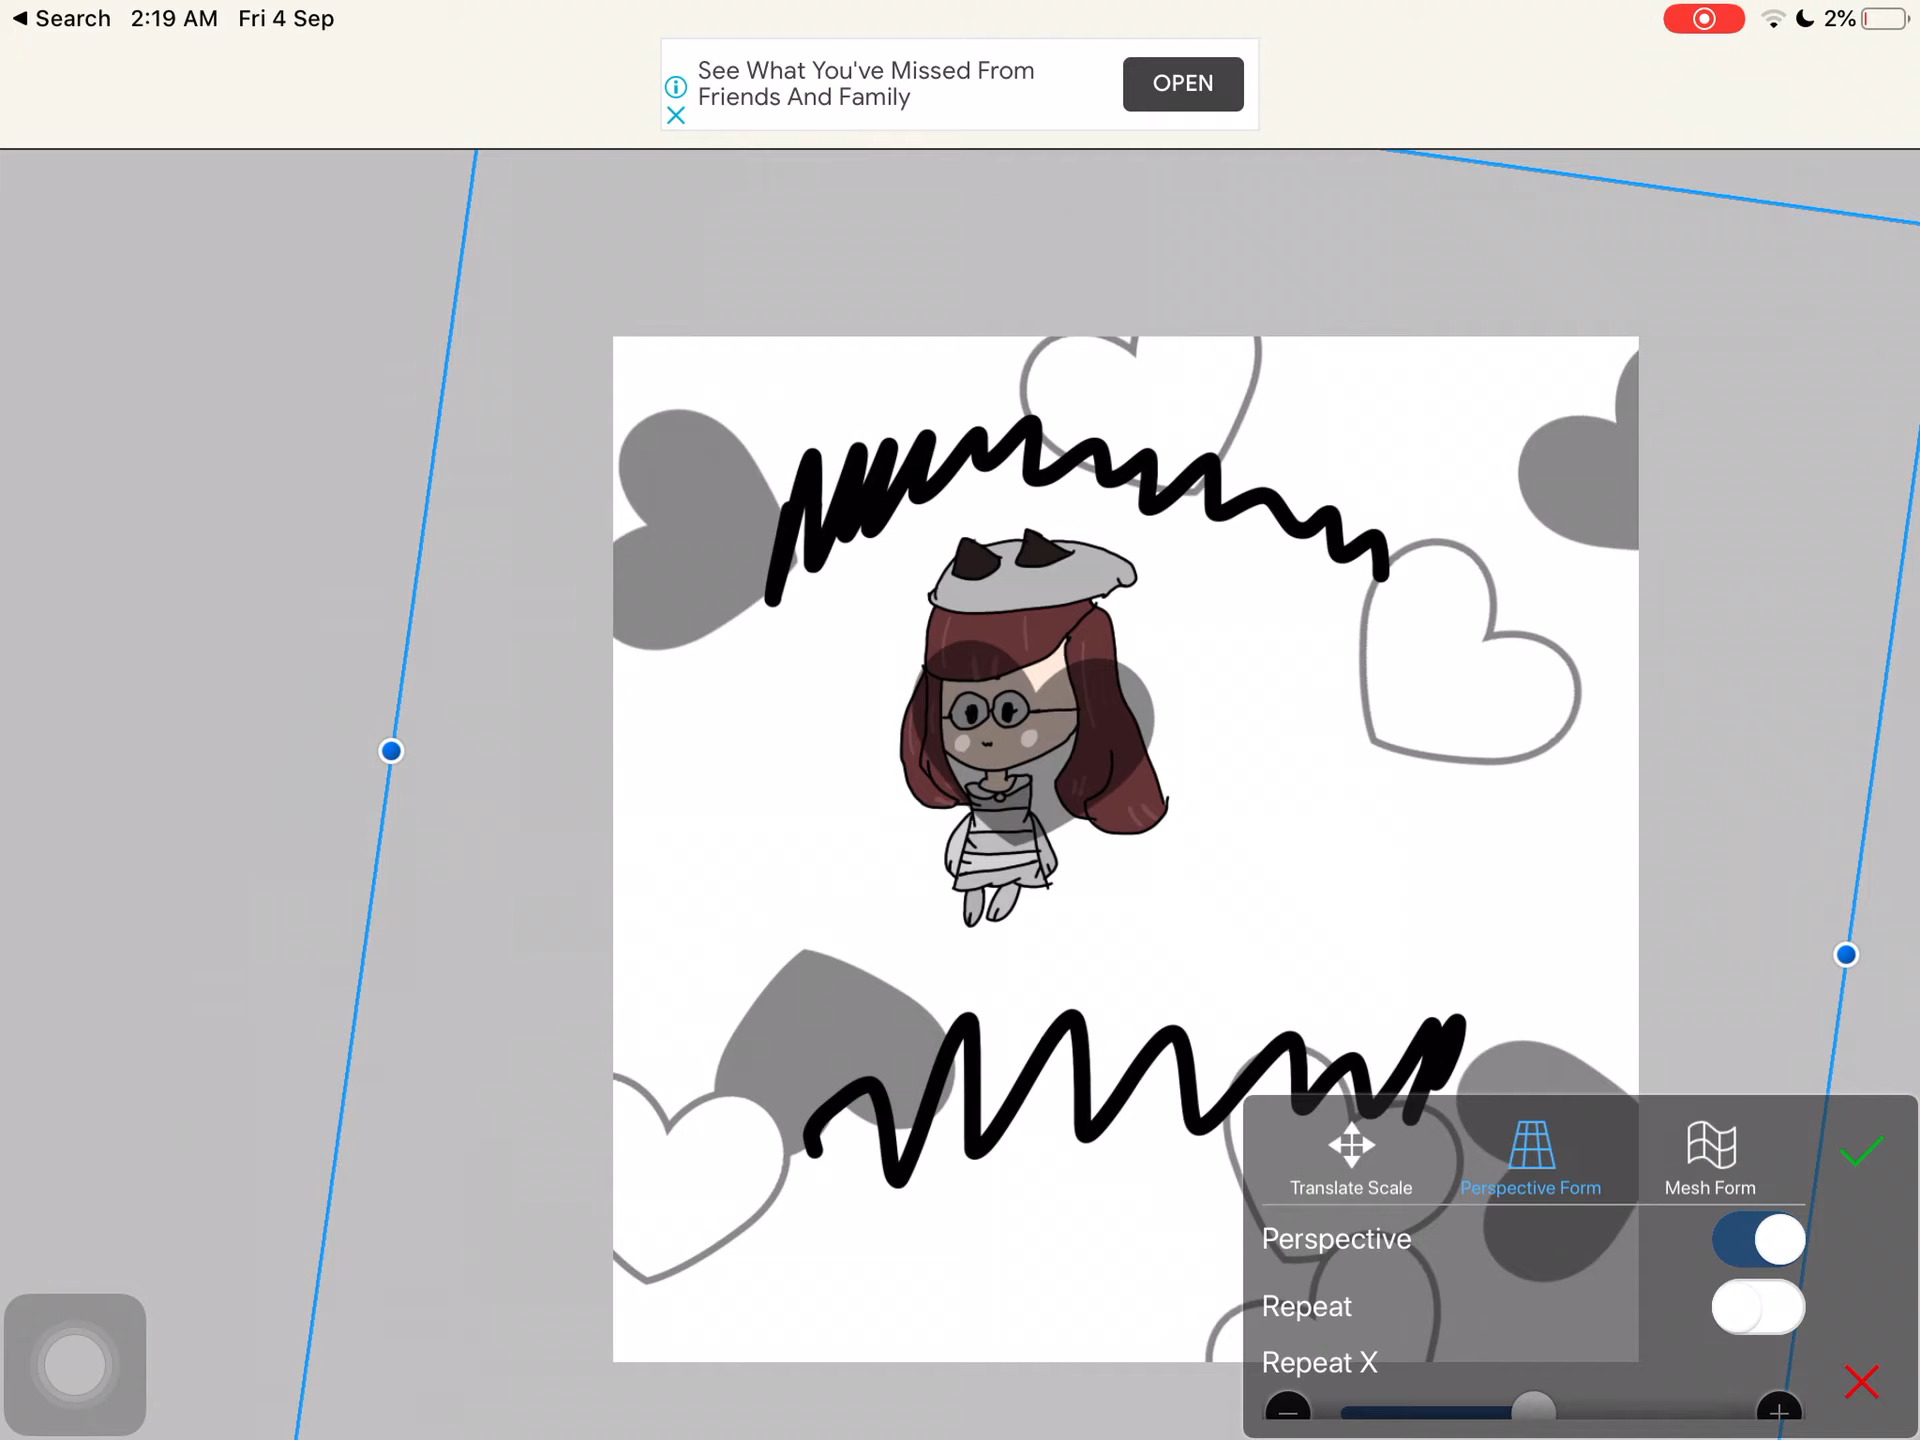 Search 2:19 AM Fri 4 Sep 2%
See What You've Missed From
Friends And Family
OPEN
Translate Scale Perspective Form Mesh Form
Perspective
Repeat
Repeat X